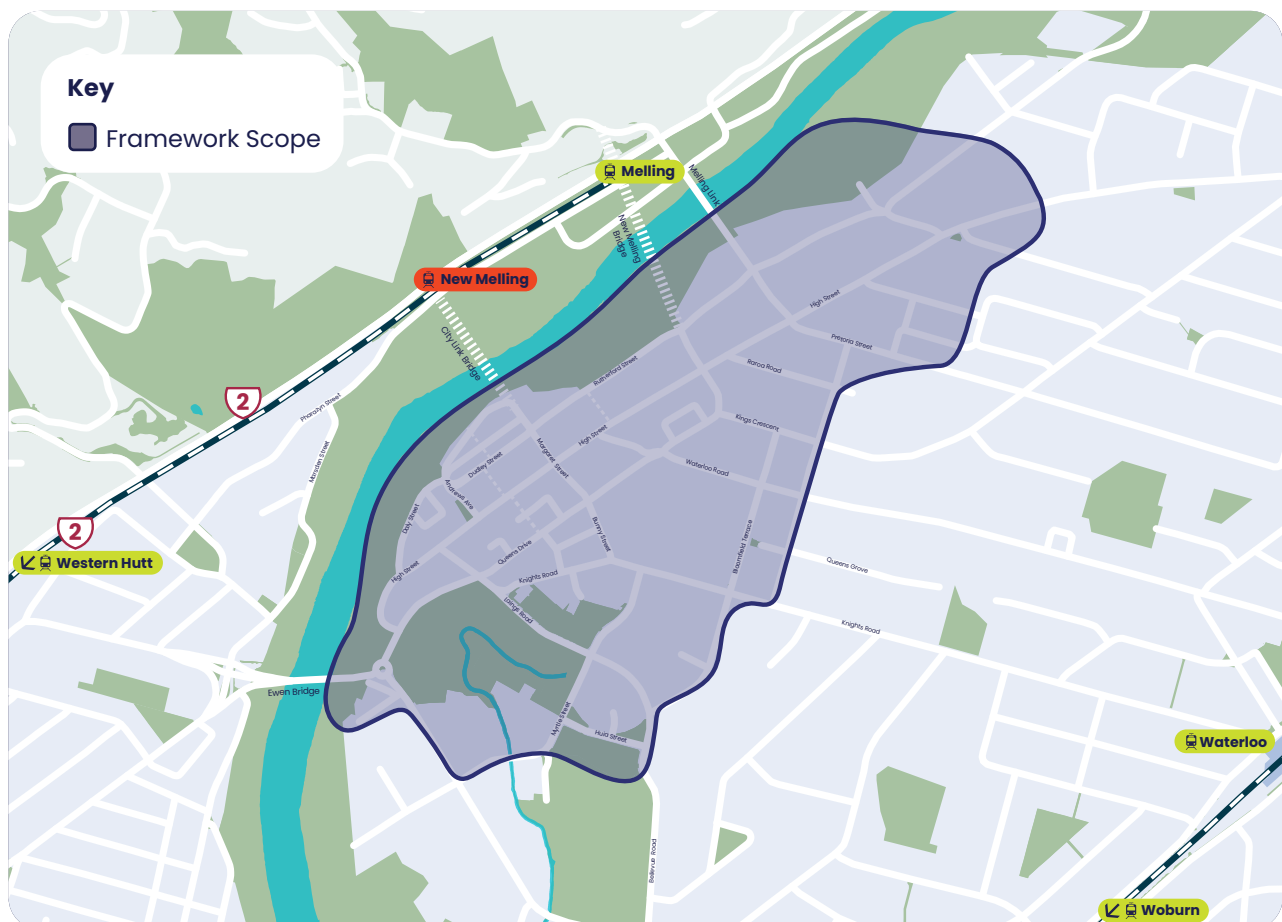 Key
Framework Scope
Melling
Melling Link
New Melling
Bridge
New Melling
City Link Bridge
2
Pharazyn Street
Marsden Street
2
Western Hutt
High Street
Pretoria Street
Raroa Road
Rutherford Street
Kings Crescent
High Street
Margaret Street
Waterloo Road
Dudley Street
Andrews Ave
Daly Street
Bunny Street
Queens Drive
High Street
Knights Road
Bloomfield Terrace
Queens Grove
Laings Road
Knights Road
Ewen Bridge
Myrtle Street
Huia Street
Waterloo
Bellevue Road
Woburn